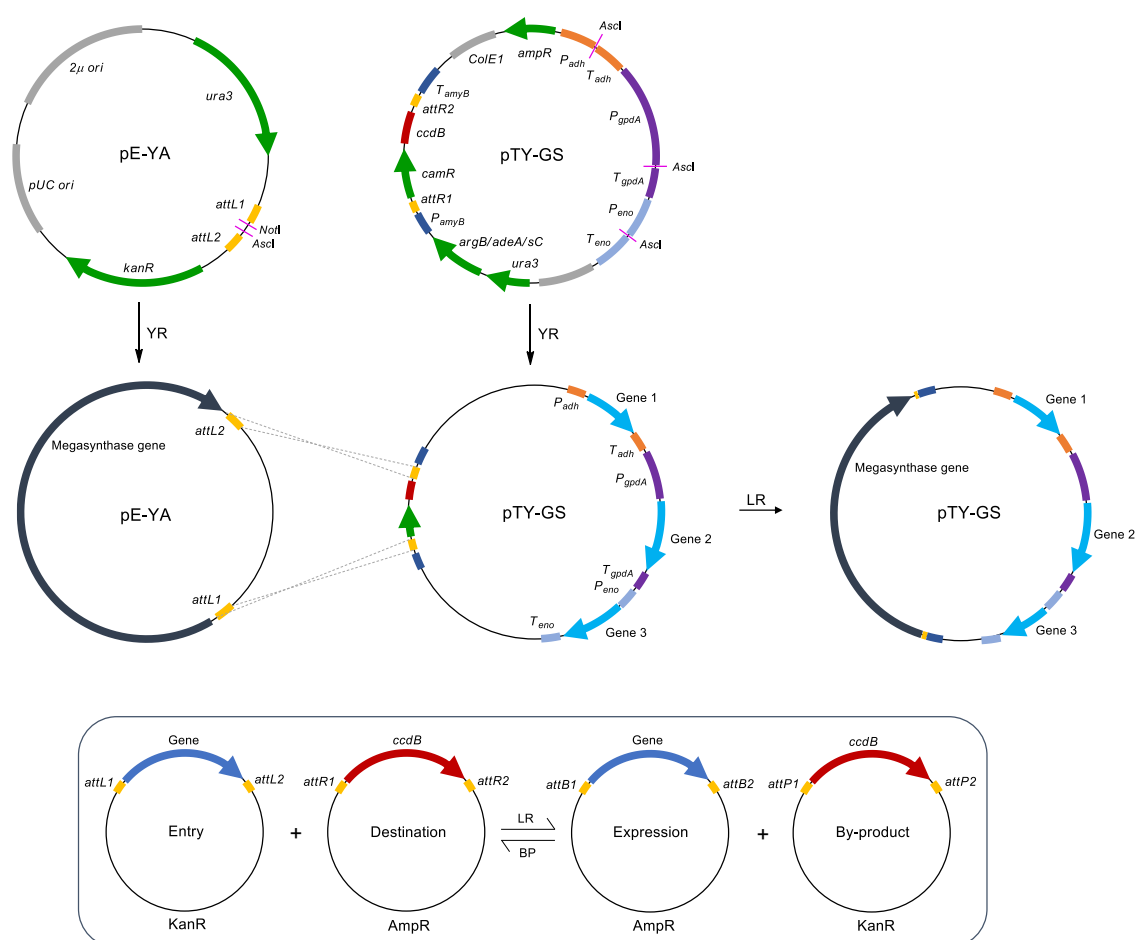 2μ ori
ura3
pE-YA
pUC ori
attL1
NotI
attL2
AscI
kanR
AscI
ampR
ColE1
Padh
Tadh
TamyB
attR2
ccdB
PgpdA
pTY-GS
camR
AscI
TgpdA
attR1
PamyB
Peno
AscI
Teno
argB/adeA/sC
ura3
YR
YR
attL2
Megasynthase gene
pE-YA
attL1
Padh
Gene 1
Tadh
PgpdA
pTY-GS
Gene 2
TgpdA
Peno
Teno
Gene 3
LR
Gene 1
Megasynthase gene
pTY-GS
Gene 2
Gene 3
Gene
attL1
attL2
Entry
KanR
+
ccdB
attR1
attR2
Destination
AmpR
LR
BP
Gene
attB1
attB2
Expression
AmpR
+
ccdB
attP1
attP2
By-product
KanR